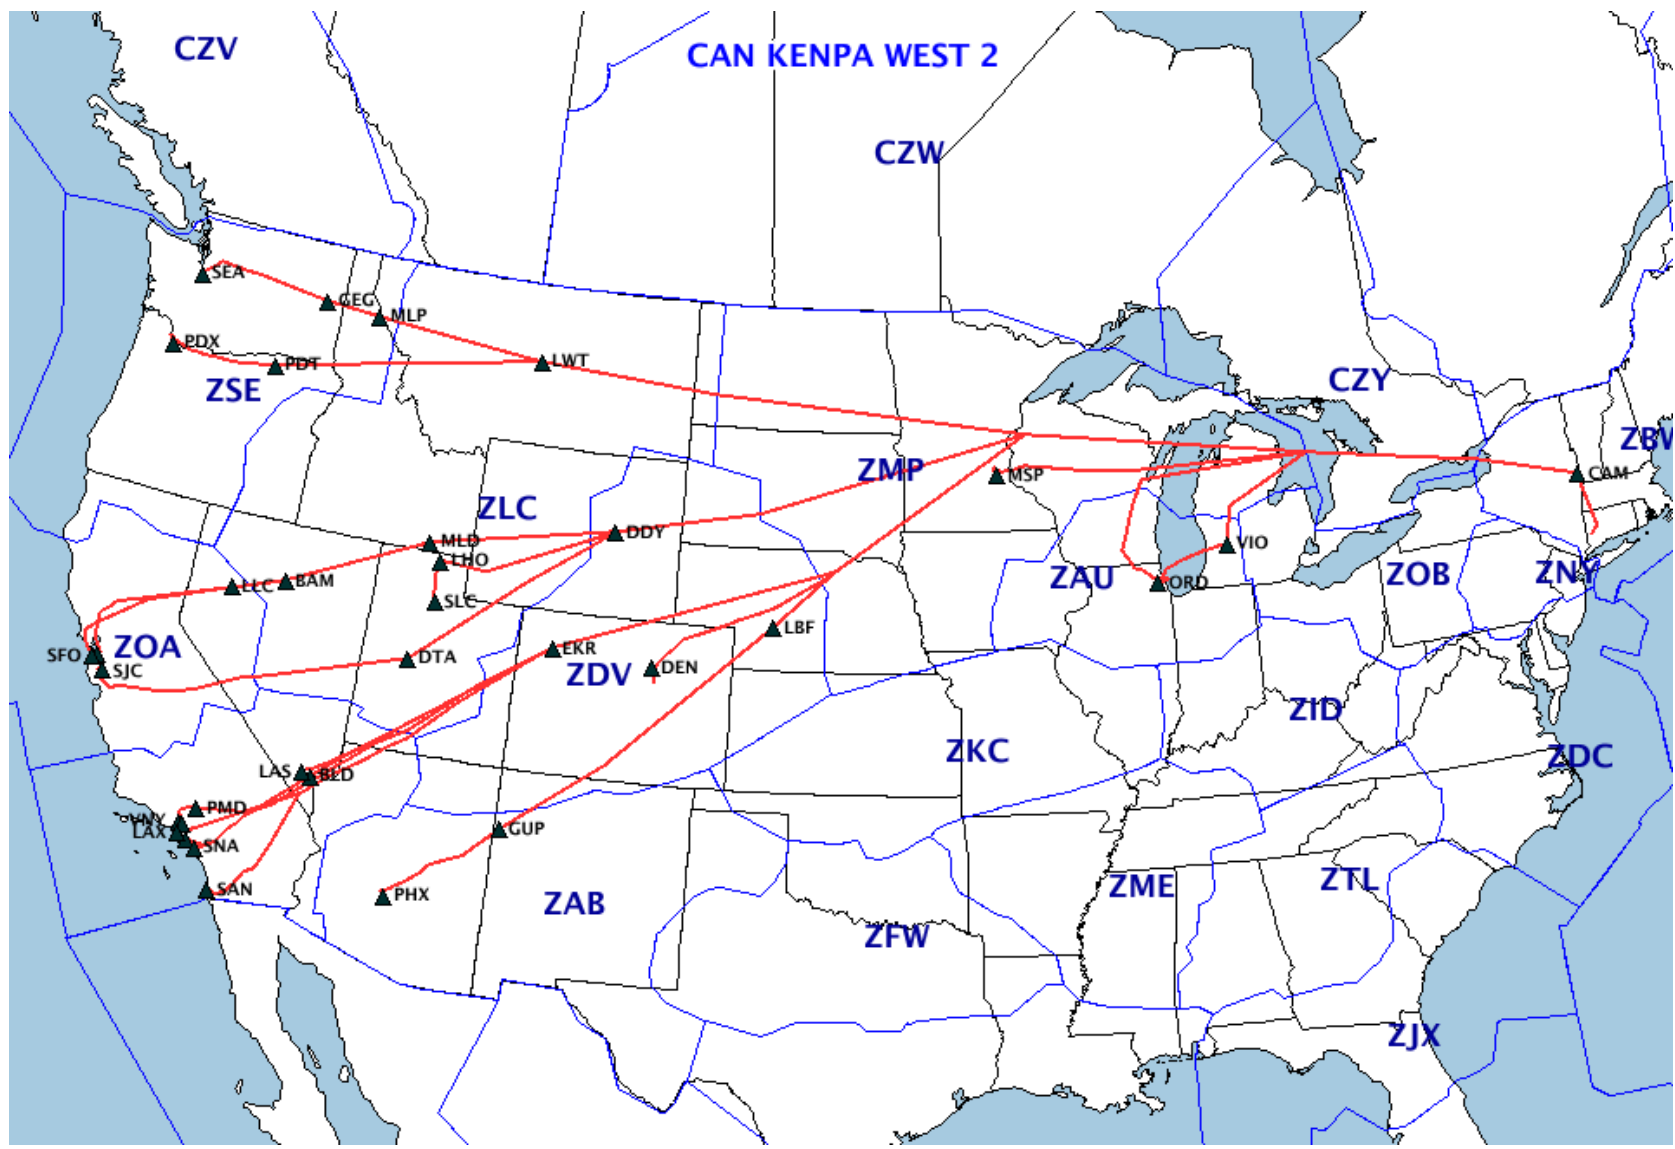 CZV
CAN KENPA WEST 2
CZW
SEA
GEG
MLP
PDX
PDT
LWT
ZSE
CZY
ZBW
ZMP
MSP
CAM
ZLC
DDY
MLD
LHO
VIO
LLC
BAM
ZAU
ORD
ZOB
ZNY
SLC
LBF
SFO
ZOA
SJC
DTA
EKR
ZDV
DEN
ZID
ZKC
ZDC
LAS
BLD
PMD
VNY
LAX
SNA
GUP
SAN
PHX
ZAB
ZME
ZTL
ZFW
ZJX